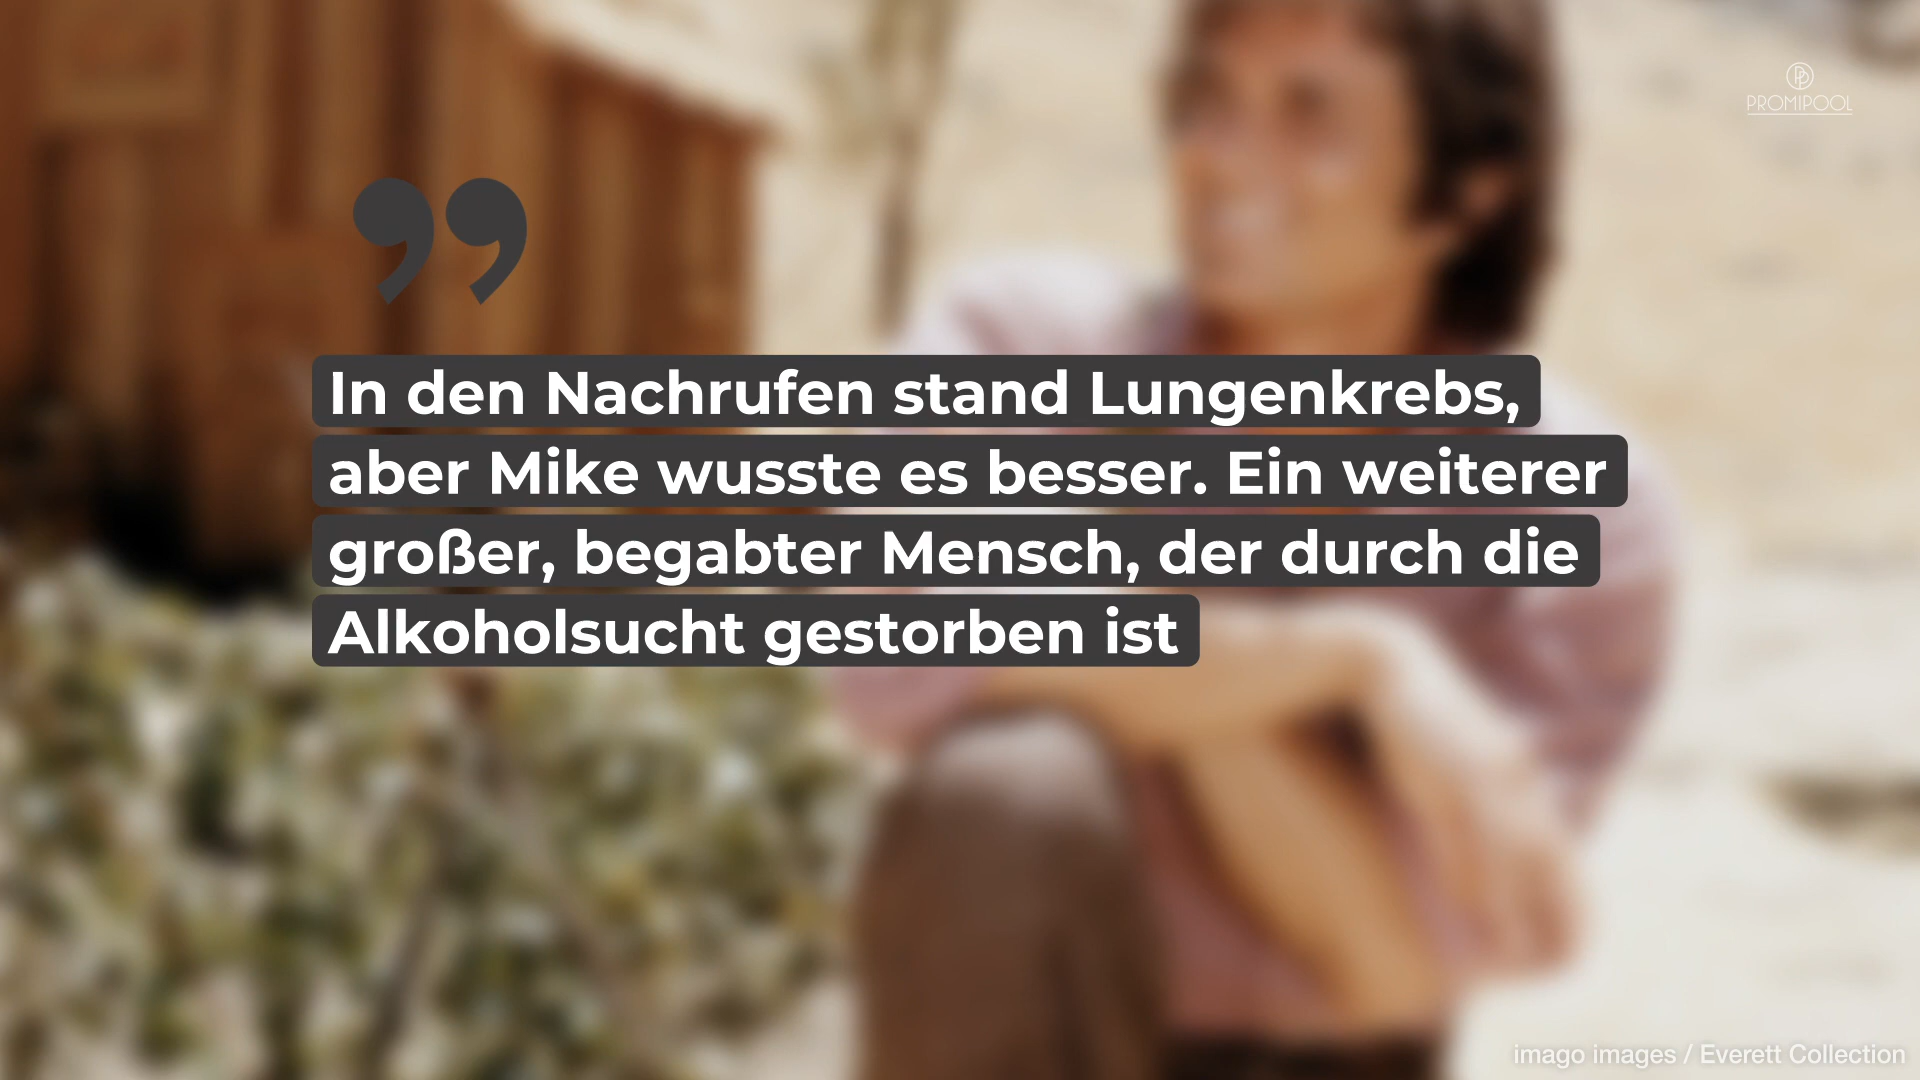 PROMIPOOL
In den Nachrufen stand Lungenkrebs,
aber Mike wusste es besser. Ein weiterer
großer, begabter Mensch, der durch die
Alkoholsucht gestorben ist
imago images / Everett Collection